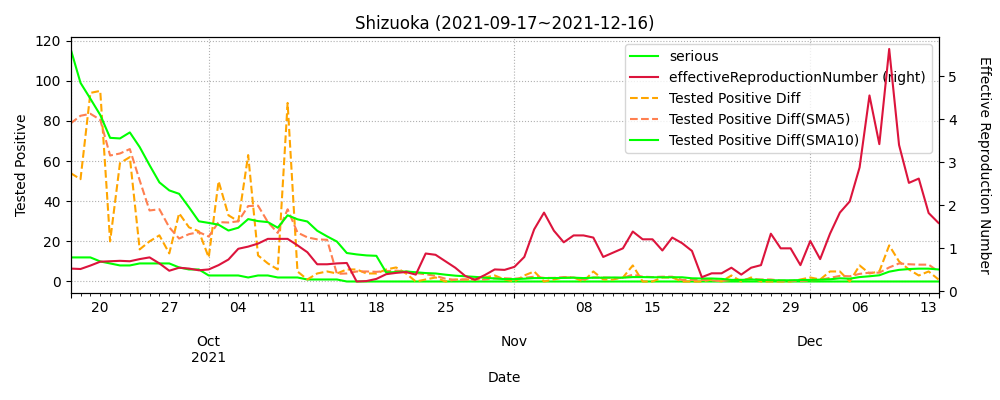 Shizuoka (2021-09-17~2021-12-16)
serious
effectiveReproductionNumber (right)
Tested Positive Diff
Tested Positive Diff(SMA5)
Tested Positive Diff(SMA10)
Tested Positive
120
100
80
60
40
20
0
Effective Reproduction Number
5
4
3
2
1
0
20 27 04 11 18 25 08 15 22 29 06 13
Oct Nov Dec
2021
Date